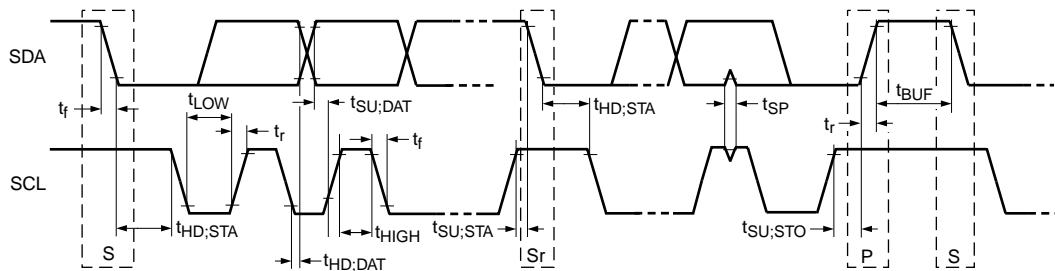 SDA
t_f
t_LOW
t_SU;DAT
t_HD;STA
t_SP
t_BUF
t_r
t_f
t_r
SCL
t_HD;STA
t_HIGH
t_SU;STA
t_SU;STO
S
t_HD;DAT
Sr
P
S